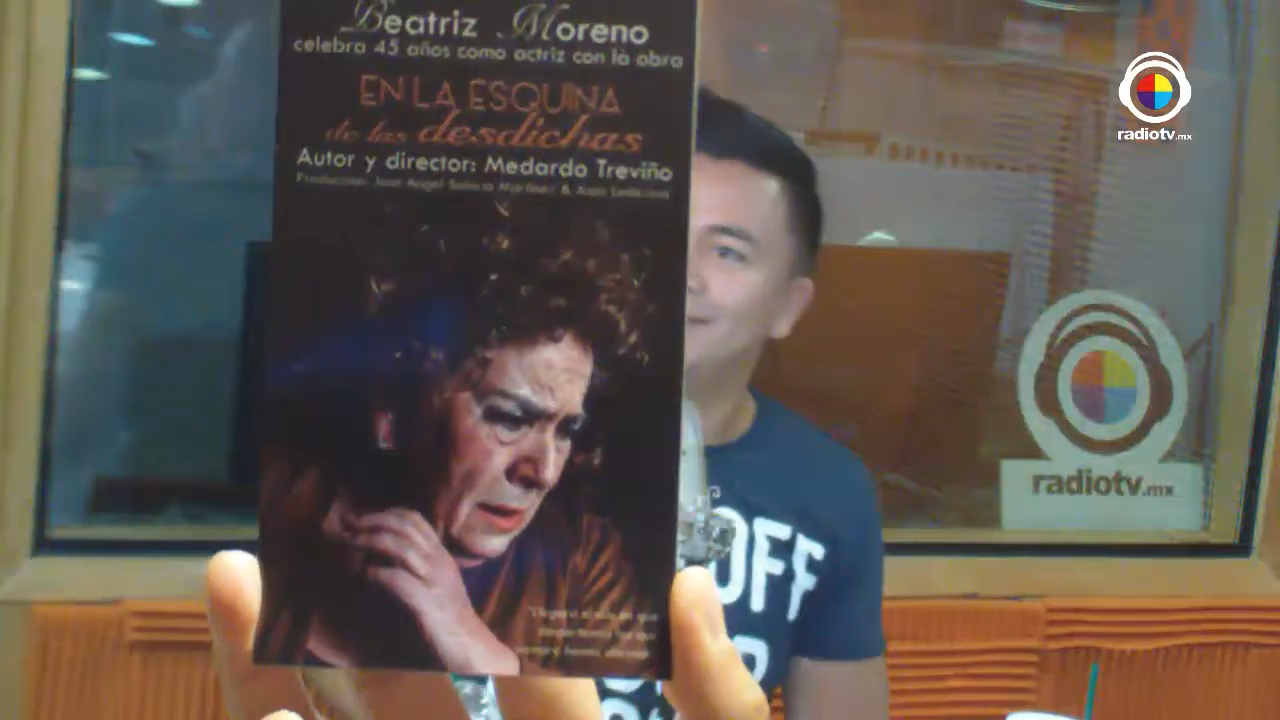 Beatriz Moreno
celebra 45 años como actriz con la obra
EN LA ESQUINA
de las desdichas
Autor y director: Medardo Treviño
radiotv.mx
radiotv.mx
OFF